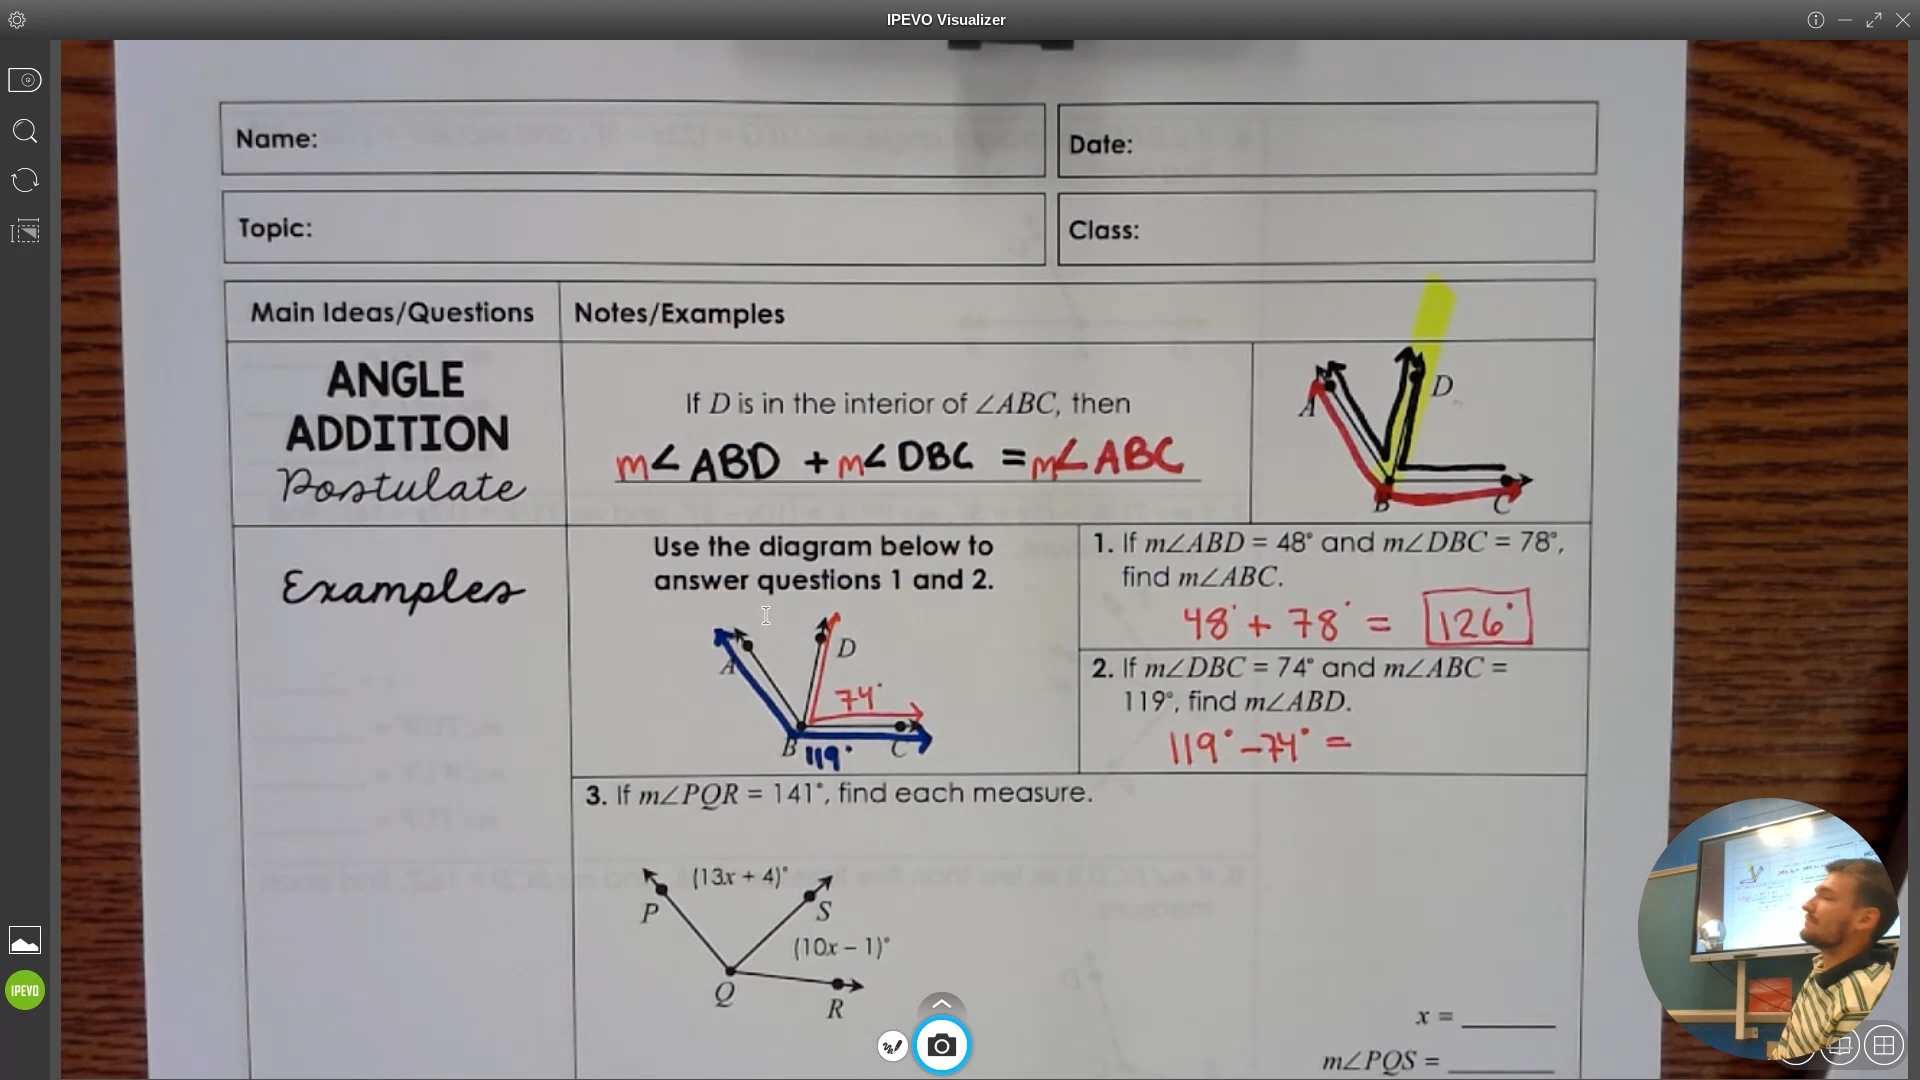 IPEVO Visualizer
Name:
Date:
Topic:
Class:
Main Ideas/Questions
Notes/Examples
ANGLE
ADDITION
Postulate
If D is in the interior of ∠ABC, then
m∠ABD + m∠DBC = m∠ABC
A
D
B
C
Examples
Use the diagram below to
answer questions 1 and 2.
A
D
74°
B
119°
C
1. If m∠ABD = 48° and m∠DBC = 78°,
find m∠ABC.
48° + 78° = 126°
2. If m∠DBC = 74° and m∠ABC =
119°, find m∠ABD.
119° - 74° =
3. If m∠PQR = 141°, find each measure.
(13x + 4)°
P
S
(10x – 1)°
Q
R
x = ______
m∠PQS = ______
IPEVO